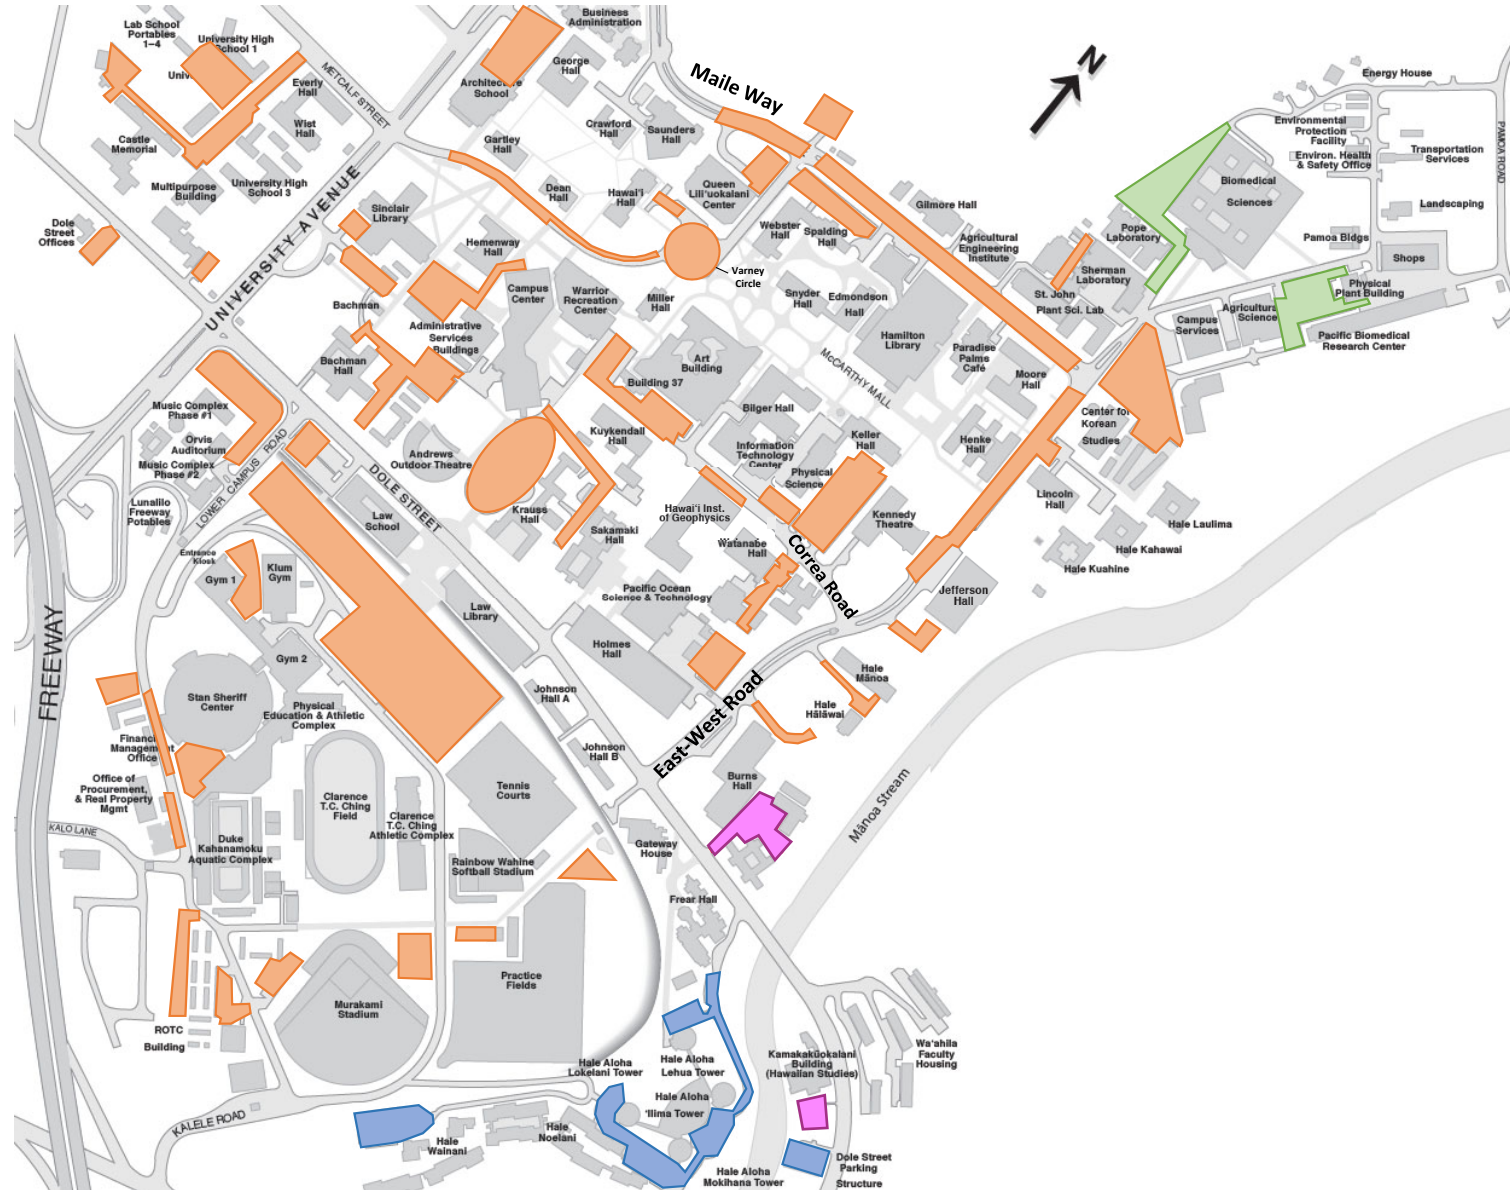 Business
Administration
Lab School
Portables
1–4
University High
School 1
Univ
METCALF STREET
Everly
Hall
Wist
Hall
Castle
Memorial
Multipurpose
Building
University High
School 3
Dole
Street
Offices
UNIVERSITY AVENUE
Architecture
School
George
Hall
Gartley
Hall
Crawford
Hall
Saunders
Hall
Maile Way
N
Dean
Hall
Hawai‘i
Hall
Queen
Lili‘uokalani
Center
Sinclair
Library
Hemenway
Hall
Webster
Hall
Spalding
Hall
Gilmore Hall
Agricultural
Engineering
Institute
Varney
Circle
Bachman
Campus
Center
Warrior
Recreation
Center
Miller
Hall
Snyder
Hall
Edmondson
Hall
Hamilton
Library
Paradise
Palms
Café
Moore
Hall
Energy House
Environmental
Protection
Facility
Environ. Health
& Safety Office
Transportation
Services
PAMOA ROAD
Biomedical
Sciences
Landscaping
Pope
Laboratory
Pamoa Bldgs
Shops
Sherman
Laboratory
St. John
Plant Sci. Lab
Physical
Plant Building
Campus
Services
Agricultural
Science
Pacific Biomedical
Research Center
Administrative
Services
Buildings
Bachman
Hall
Art
Building
Building 37
McCARTHY MALL
Bilger Hall
Center for
Korean
Studies
Music Complex
Phase #1
Orvis
Auditorium
Music Complex
Phase #2
LOWER CAMPUS ROAD
Andrews
Outdoor Theatre
Kuykendall
Hall
Information
Technology
Center
Keller
Hall
Henke
Hall
Physical
Science
DOLE STREET
Lunalilo
Freeway
Potables
Law
School
Krauss
Hall
Sakamaki
Hall
Hawai‘i Inst.
of Geophysics
Kennedy
Theatre
Lincoln
Hall
Hale Laulima
Hale Kahawai
Hale Kuahine
Watanabe
Hall
Correa Road
Entrance
Kiosk
Gym 1
Klum
Gym
Law
Library
Pacific Ocean
Science & Technology
Jefferson
Hall
Holmes
Hall
FREEWAY
Gym 2
Stan Sheriff
Center
Physical
Education & Athletic
Complex
Johnson
Hall A
Hale
Mānoa
Hale
Hālāwai
East-West Road
Financial
Management
Office
Johnson
Hall B
Office of
Procurement,
& Real Property
Mgmt
Burns
Hall
Tennis
Courts
Clarence
T.C. Ching
Field
Clarence
T.C. Ching
Athletic Complex
Mānoa Stream
KALO LANE
Duke
Kahanamoku
Aquatic Complex
Rainbow Wahine
Softball Stadium
Gateway
House
Frear Hall
Practice
Fields
Murakami
Stadium
ROTC
Building
Hale Aloha
Lokelani Tower
Hale Aloha
Lehua Tower
Kamakakūokalani
Building
(Hawaiian Studies)
Wa‘ahila
Faculty
Housing
Hale Aloha
‘Ilima Tower
KALELE ROAD
Hale
Wainani
Hale
Noelani
Hale Aloha
Mokihana Tower
Dole Street
Parking
Structure